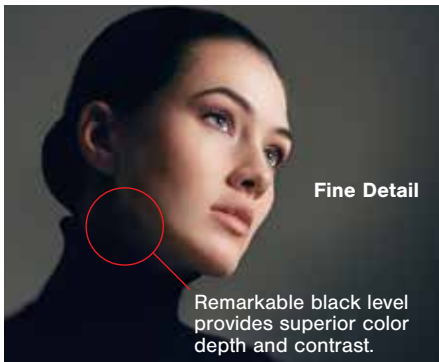 Fine Detail
Remarkable black level
provides superior color
depth and contrast.